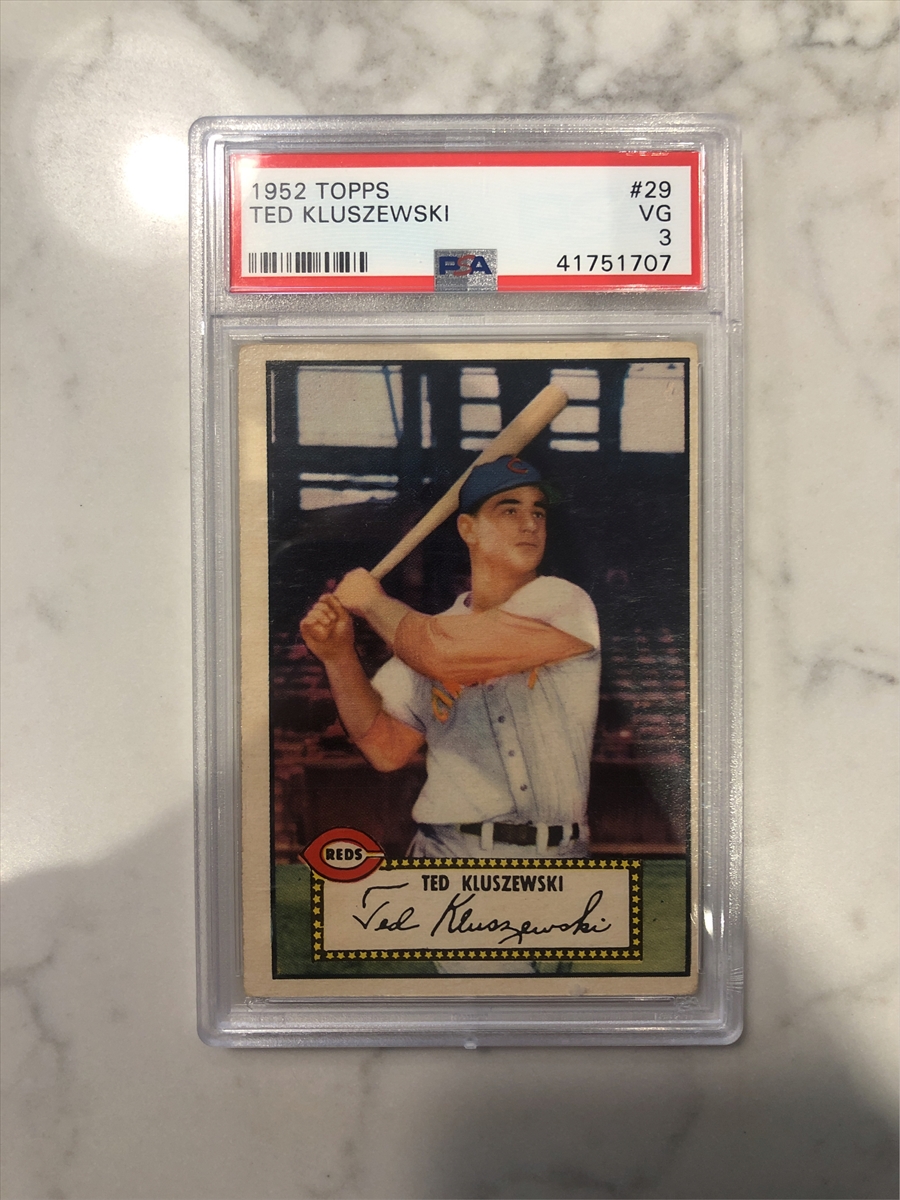 1952 TOPPS #29
TED KLUSZEWSKI VG
3
PSA 41751707
C
REDS
TED KLUSZEWSKI
Ted Kluszewski